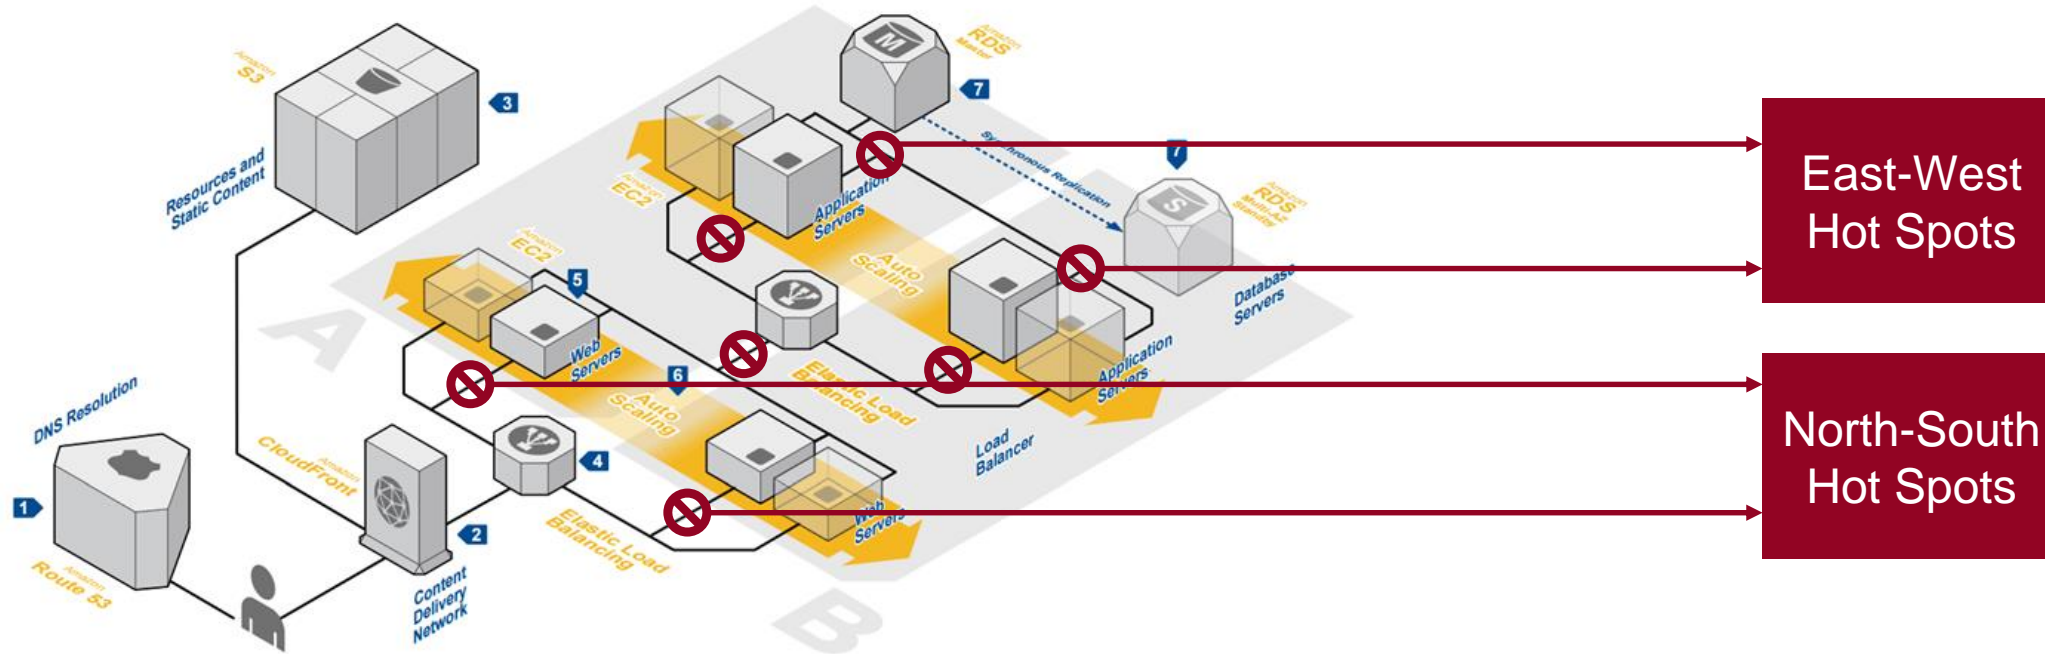 Amazon
S3
3
Resources and
Static Content
Amazon
RDS
Master
M
7
Synchronous Replication
7
Amazon
RDS
Multi-AZ
Standby
S
Database
Servers
Amazon
EC2
Application
Servers
Auto
Scaling
Application
Servers
Amazon
EC2
5
Web
Servers
6
Auto
Scaling
Elastic Load
Balancing
Load
Balancer
Web
Servers
A
B
DNS Resolution
1
Amazon
Route 53
Amazon
CloudFront
2
Content
Delivery
Network
4
Elastic Load
Balancing
East-West
Hot Spots
North-South
Hot Spots